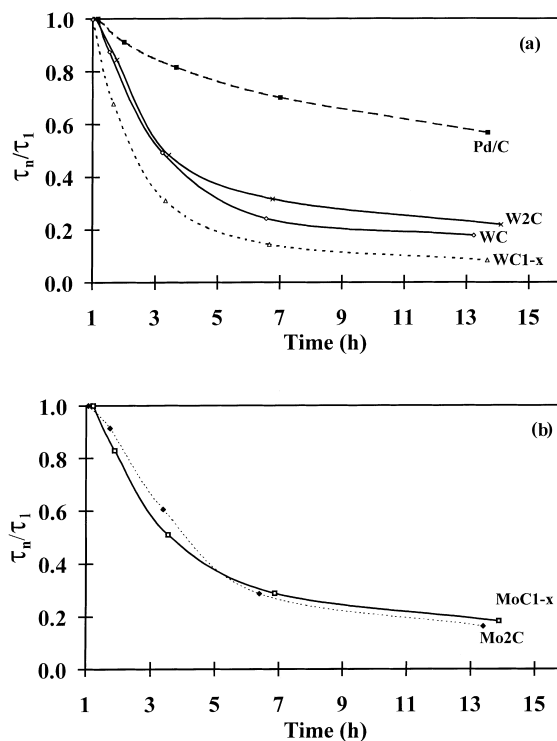 (a)
1.0
0.8
0.6
0.4
0.2
0.0
τn/τ1
Pd/C
W2C
WC
WC1-x
1 3 5 7 9 11 13 15
Time (h)
(b)
1.0
0.8
0.6
0.4
0.2
0.0
τn/τ1
MoC1-x
Mo2C
1 3 5 7 9 11 13 15
Time (h)